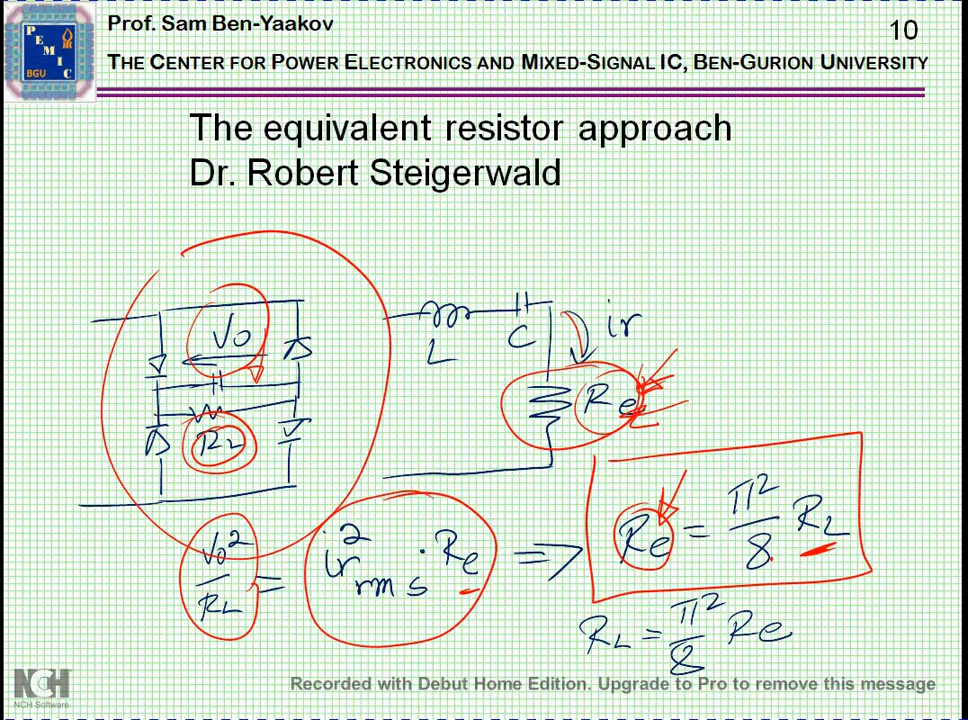 Prof. Sam Ben-Yaakov
10
THE CENTER FOR POWER ELECTRONICS AND MIXED-SIGNAL IC, BEN-GURION UNIVERSITY
PEMIC
BGU
The equivalent resistor approach
Dr. Robert Steigerwald
Vo
RL
L
C
ir
Re
Vo²/RL = ir²rms · Re ⇒ Re = π²/8 RL
RL = π²/8 Re
NCH
NCH Software
Recorded with Debut Home Edition. Upgrade to Pro to remove this message